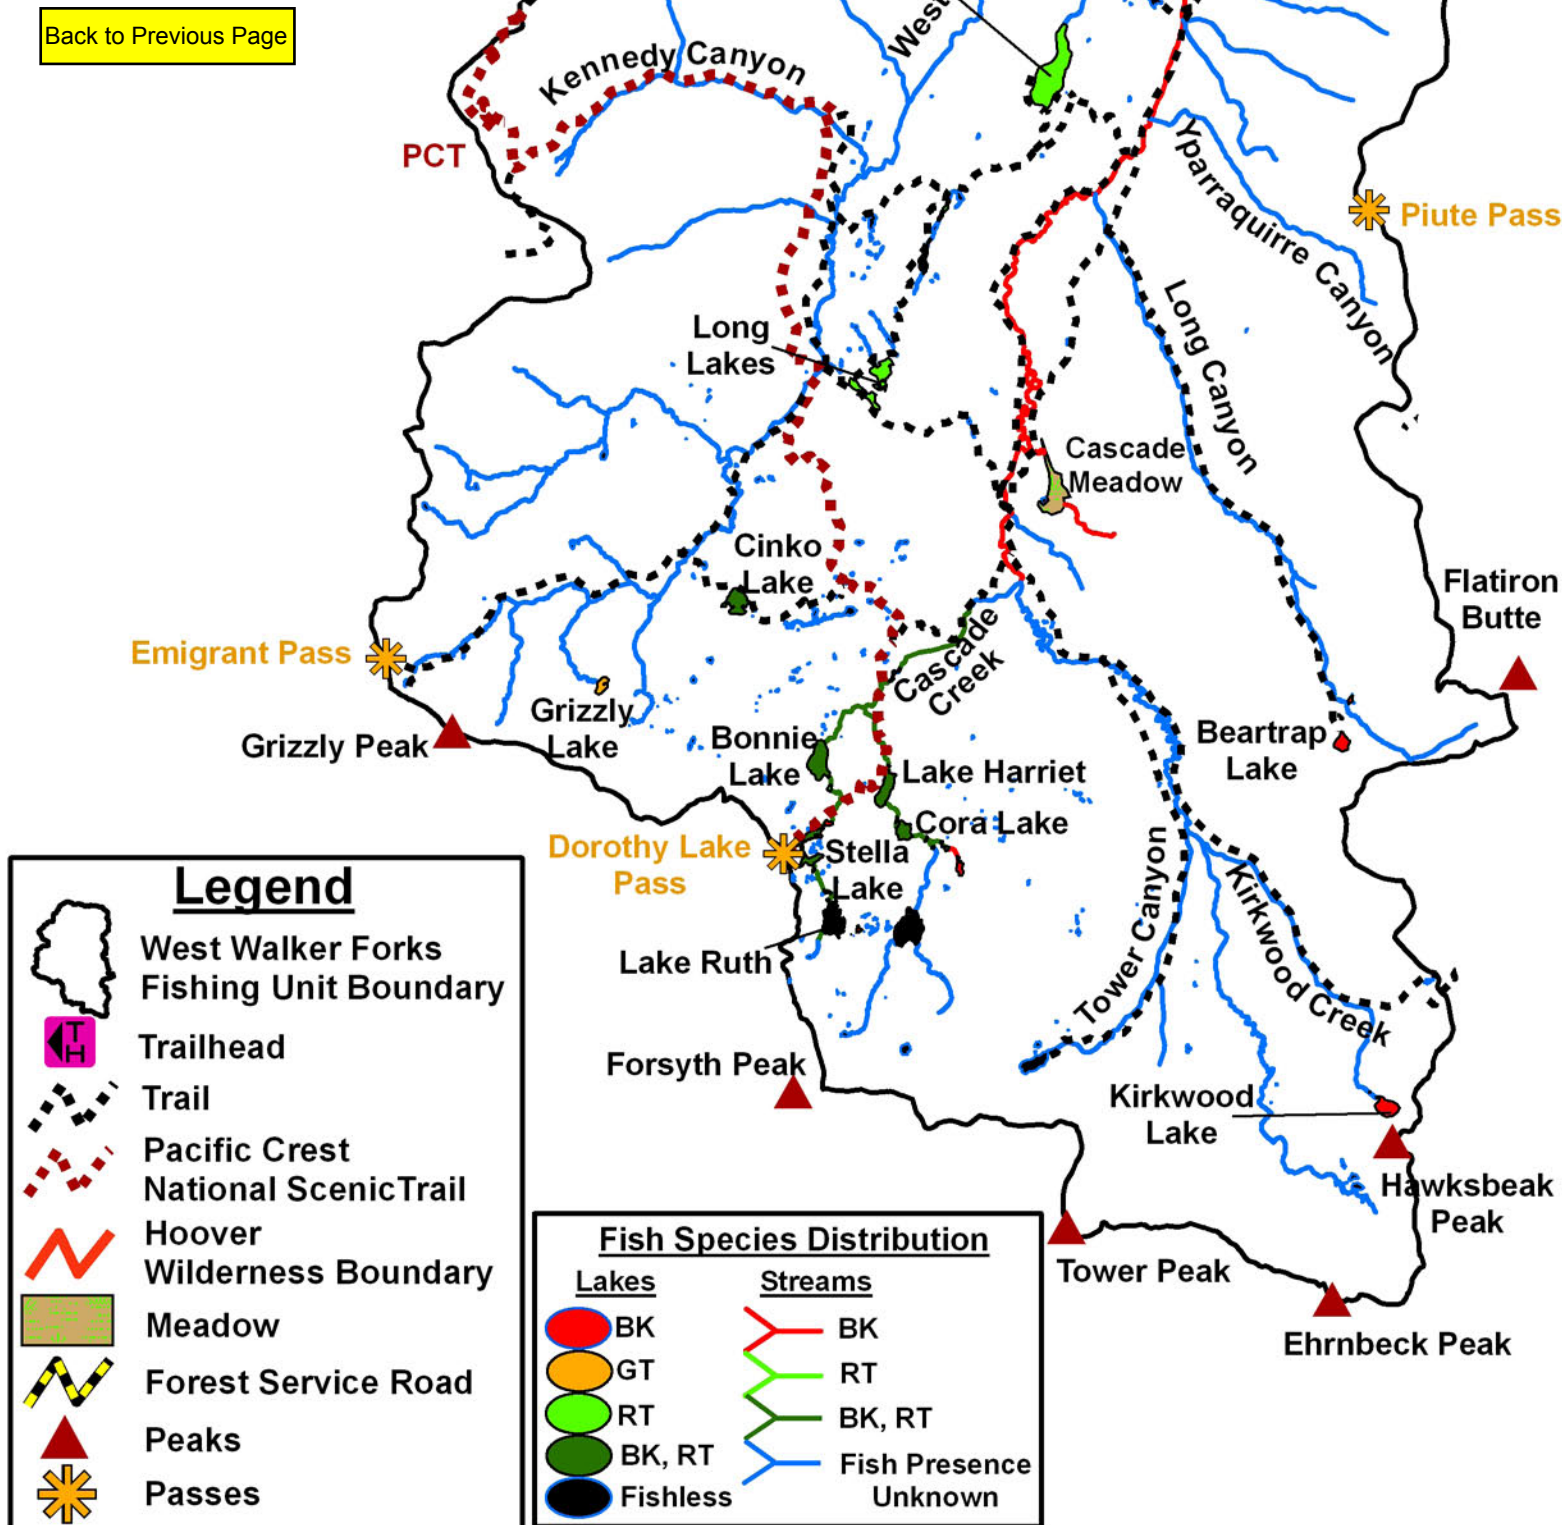 Back to Previous Page
West
Kennedy Canyon
PCT
Yparraquirre Canyon
Piute Pass
Long
Lakes
Long Canyon
Cascade
Meadow
Cinko
Lake
Flatiron
Butte
Emigrant Pass
Cascade
Creek
Grizzly
Lake
Grizzly Peak
Bonnie
Lake
Beartrap
Lake
Lake Harriet
Cora Lake
Dorothy Lake
Pass
Stella
Lake
Tower Canyon
Kirkwood Creek
Lake Ruth
Forsyth Peak
Kirkwood
Lake
Hawksbeak
Peak
Tower Peak
Ehrnbeck Peak
Legend
West Walker Forks
Fishing Unit Boundary
T
H
Trailhead
Trail
Pacific Crest
National ScenicTrail
Hoover
Wilderness Boundary
Meadow
Forest Service Road
Peaks
Passes
Fish Species Distribution
Lakes
Streams
BK
BK
GT
RT
RT
BK, RT
BK, RT
Fish Presence
Unknown
Fishless